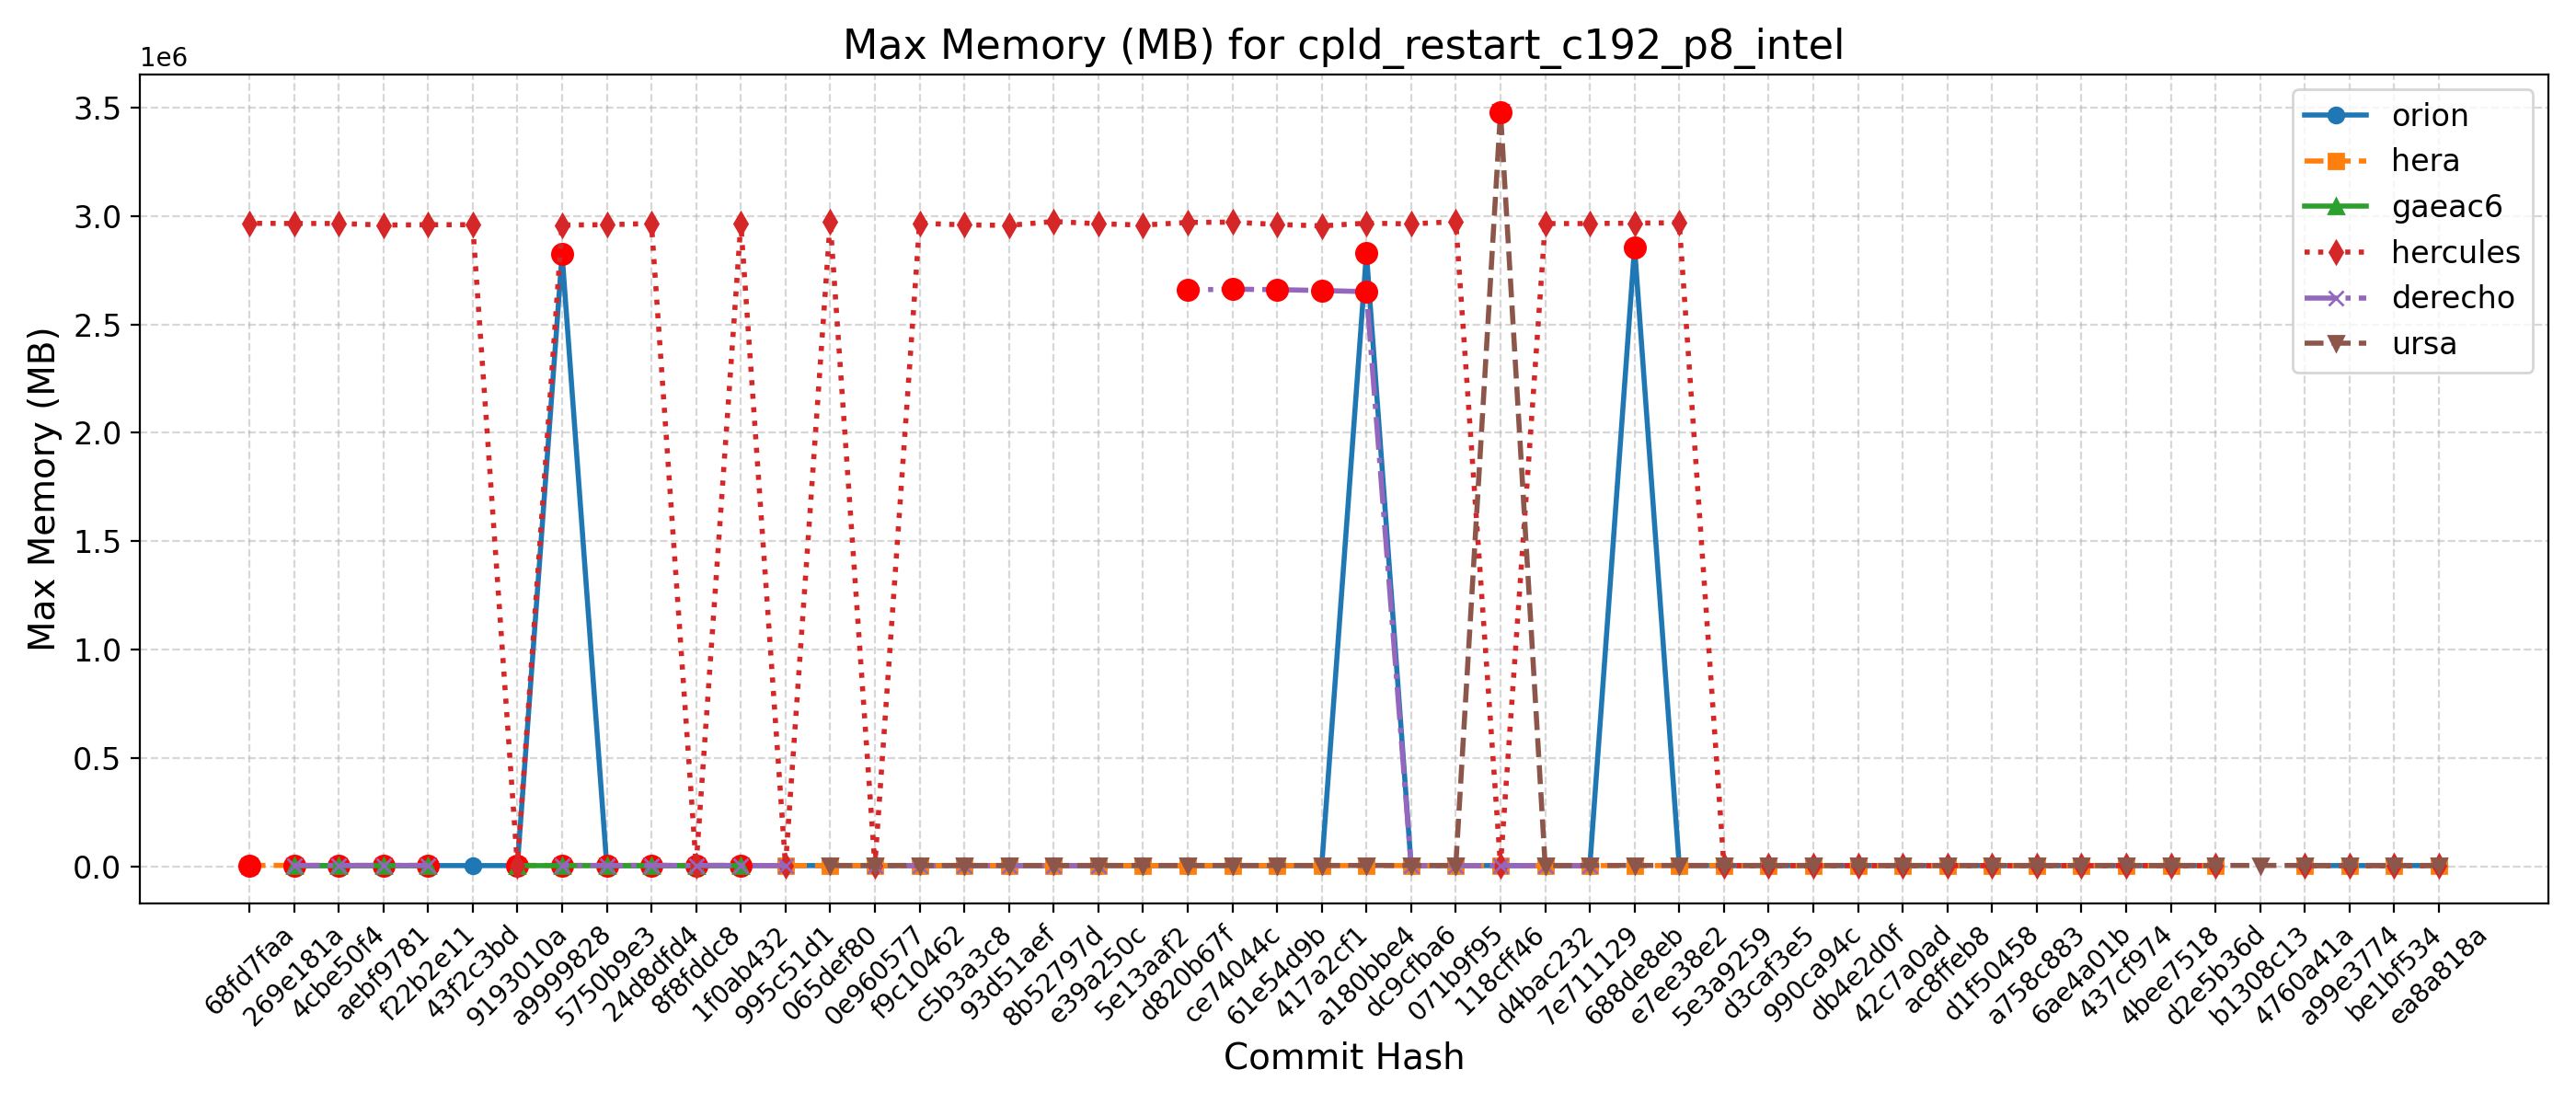 Max Memory (MB) for cpld_restart_c192_p8_intel
1e6
3.5
3.0
2.5
2.0
1.5
1.0
0.5
0.0
Max Memory (MB)
orion
hera
gaeac6
hercules
derecho
ursa
68fd7faa
269e181a
4cbe50f4
aebf9781
f22b2e11
43f2c3bd
9193010a
a9999828
5750b9e3
24d8dfd4
8f8fddc8
1f0ab432
995c51d1
065def80
0e960577
f9c10462
c5b3a3c8
93d51aef
8b52797d
e39a250c
5e13aaf2
d820b67f
ce74044c
61e54d9b
417a2cf1
a180bbe4
dc9cfba6
071b9f95
118cff46
d4bac232
7e711129
688de8eb
e7ee38e2
5e3a9259
d3caf3e5
990ca94c
db4e2d0f
42c7a0ad
ac8ffeb8
d1f50458
a758c883
6ae4a01b
437cf974
4bee7518
d2e5b36d
b1308c13
4760a41a
a99e3774
be1bf534
ea8a818a
Commit Hash